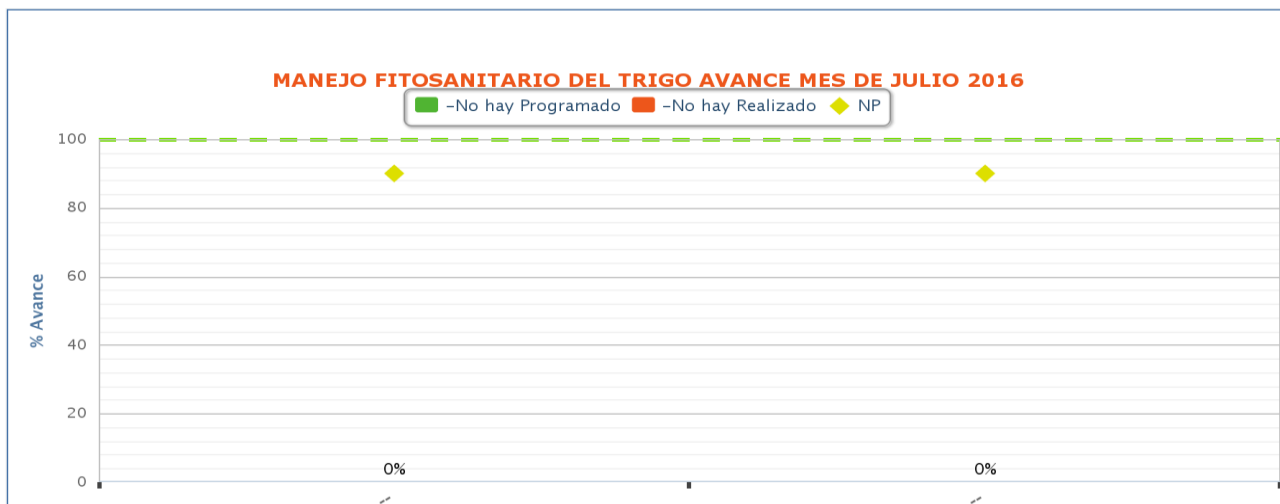 MANEJO FITOSANITARIO DEL TRIGO AVANCE MES DE JULIO 2016
–No hay Programado –No hay Realizado NP
100
80
60
40
20
0
% Avance
0% 0%
-- --